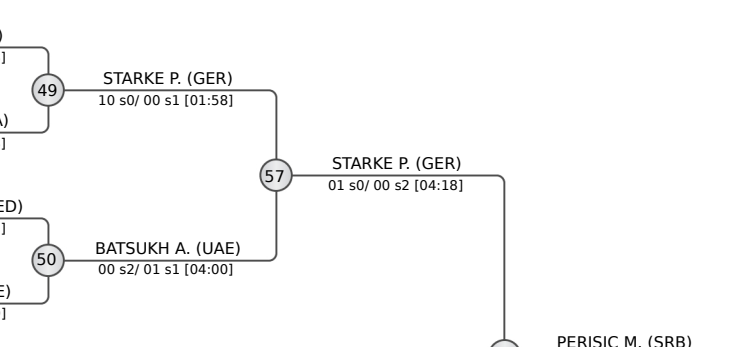 )
]
49
STARKE P. (GER)
10 s0/ 00 s1 [01:58]
A)
]
57
STARKE P. (GER)
01 s0/ 00 s2 [04:18]
ED)
]
50
BATSUKH A. (UAE)
00 s2/ 01 s1 [04:00]
E)
]
PERISIC M. (SRB)